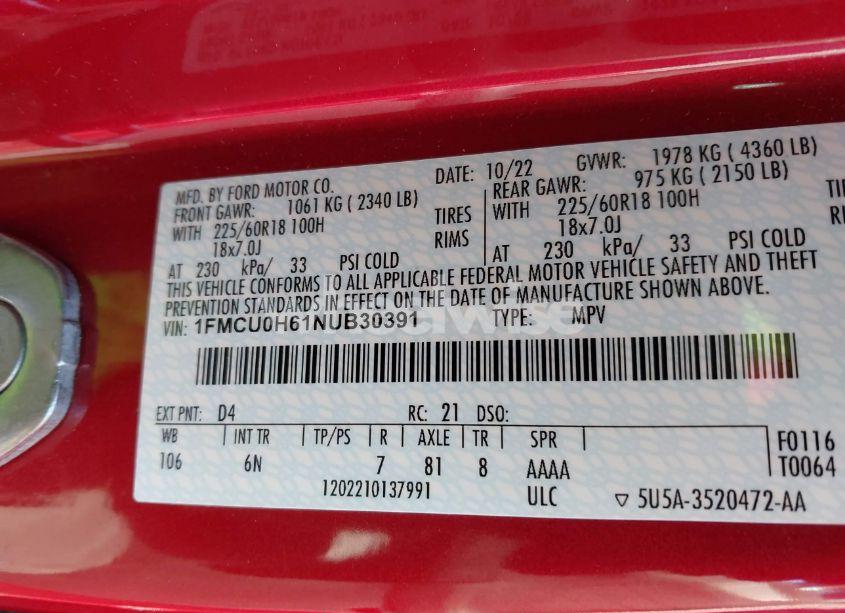 MFD. BY FORD MOTOR CO.
DATE: 10/22 GVWR: 1978 KG ( 4360 LB)
FRONT GAWR: 1061 KG ( 2340 LB)
REAR GAWR: 975 KG ( 2150 LB)
WITH 225/60R18 100H TIRES
WITH 225/60R18 100H TIRES
18x7.0J RIMS
18x7.0J RIMS
AT 230 kPa/ 33 PSI COLD
AT 230 kPa/ 33 PSI COLD
THIS VEHICLE CONFORMS TO ALL APPLICABLE FEDERAL MOTOR VEHICLE SAFETY AND THEFT
PREVENTION STANDARDS IN EFFECT ON THE DATE OF MANUFACTURE SHOWN ABOVE.
VIN: 1FMCU0H61NUB30391 TYPE: MPV
EXT PNT: D4 RC: 21 DSO:
WB INT TR TP/PS R AXLE TR SPR
F0116
106 6N 7 81 8 AAAA
T0064
1202210137991 ULC
5U5A-3520472-AA